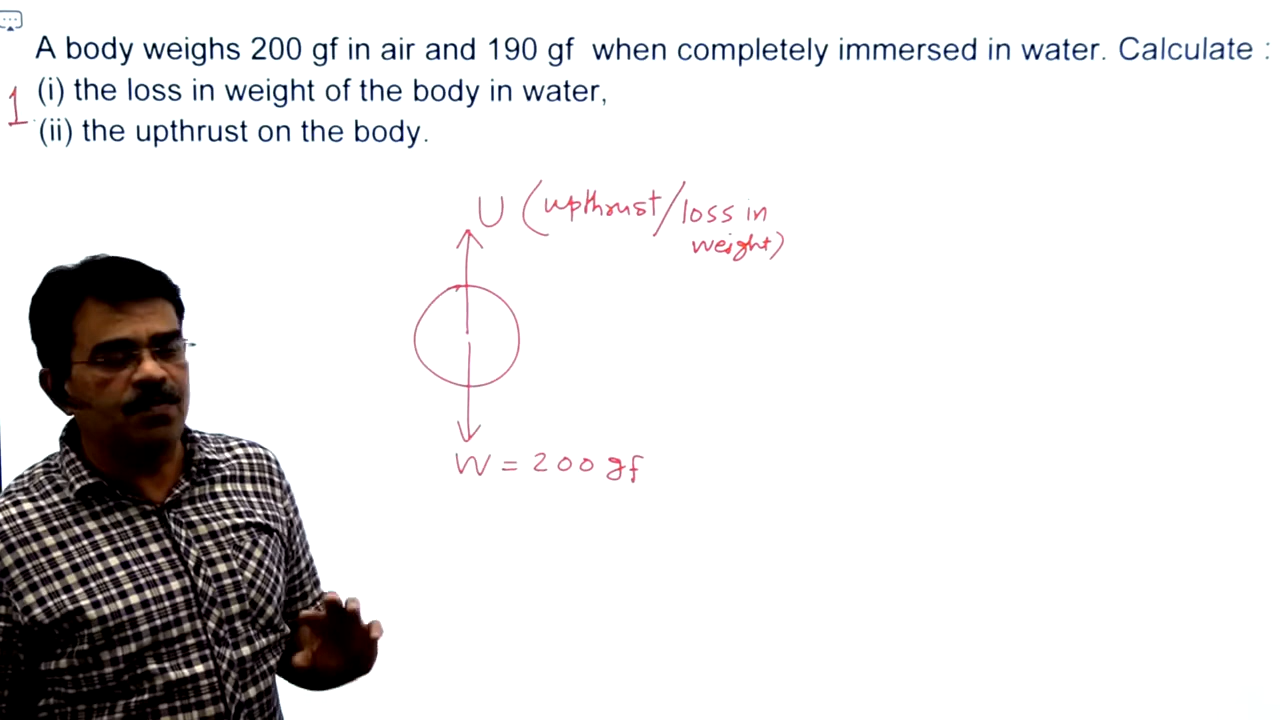 A body weighs 200 gf in air and 190 gf when completely immersed in water. Calculate :
1
(i) the loss in weight of the body in water,
(ii) the upthrust on the body.
U (upthrust/loss in
weight)
W = 200 gf